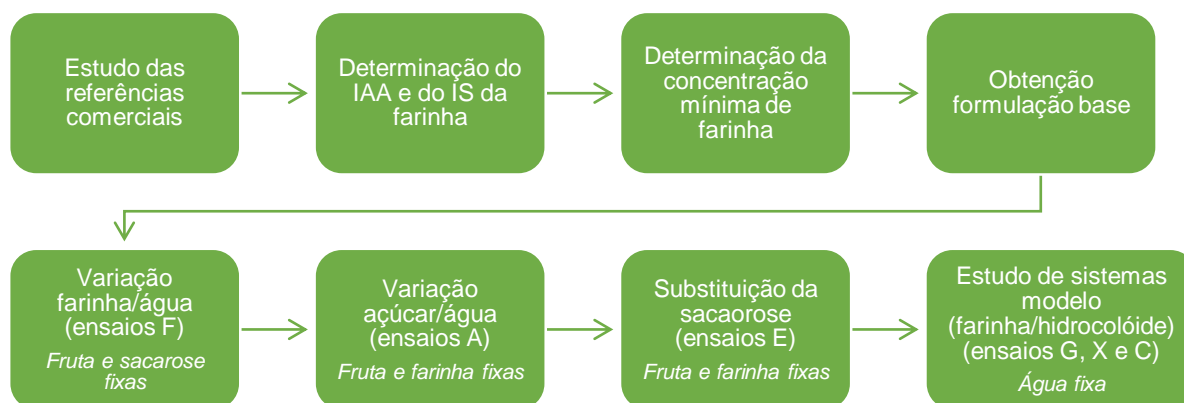 Estudo das
referências
comerciais
Determinação do
IAA e do IS da
farinha
Determinação da
concentração
mínima de
farinha
Obtenção
formulação base
Variação
farinha/água
(ensaios F)
Fruta e sacarose
fixas
Variação
açúcar/água
(ensaios A)
Fruta e farinha fixas
Substituição da
sacaorose
(ensaios E)
Fruta e farinha fixas
Estudo de sistemas
modelo
(farinha/hidrocolóide)
(ensaios G, X e C)
Água fixa